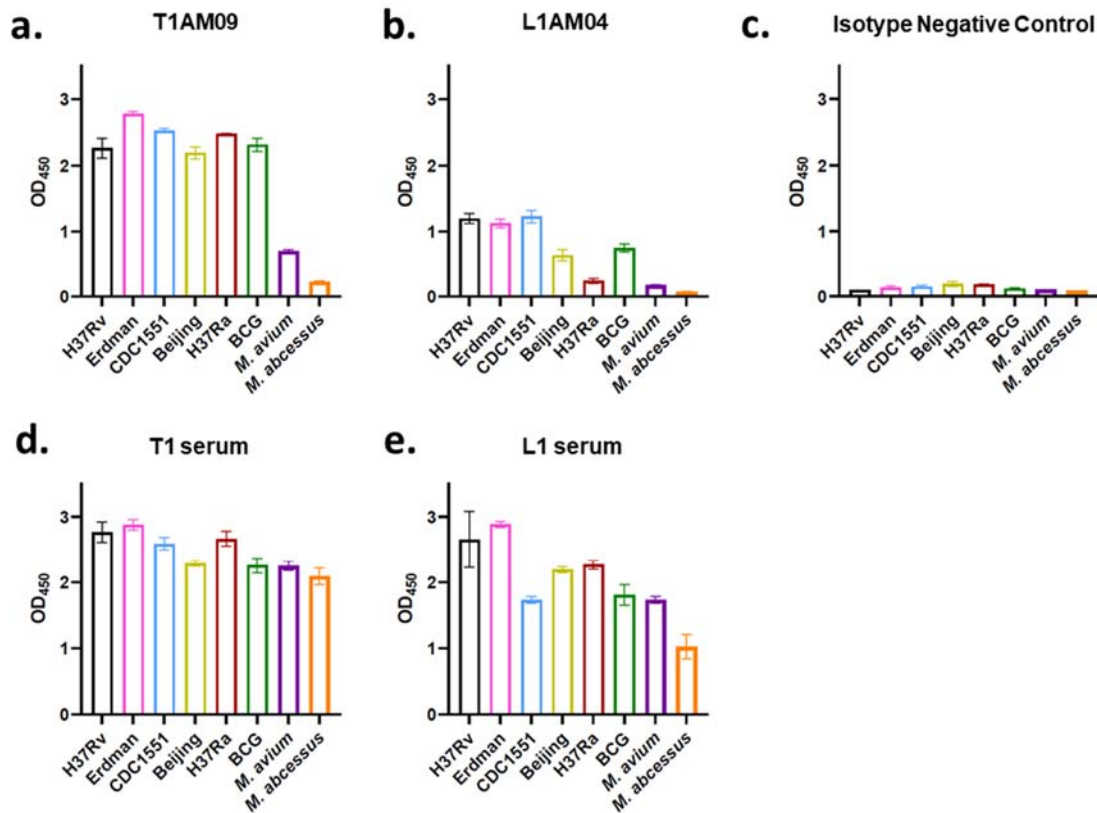 a.
T1AM09
OD450
3
2
1
0
H37Rv
Erdman
CDC1551
Beijing
H37Ra
BCG
M. avium
M. abcessus
b.
L1AM04
OD450
3
2
1
0
H37Rv
Erdman
CDC1551
Beijing
H37Ra
BCG
M. avium
M. abcessus
c.
Isotype Negative Control
OD450
3
2
1
0
H37Rv
Erdman
CDC1551
Beijing
H37Ra
BCG
M. avium
M. abcessus
d.
T1 serum
OD450
3
2
1
0
H37Rv
Erdman
CDC1551
Beijing
H37Ra
BCG
M. avium
M. abcessus
e.
L1 serum
OD450
3
2
1
0
H37Rv
Erdman
CDC1551
Beijing
H37Ra
BCG
M. avium
M. abcessus